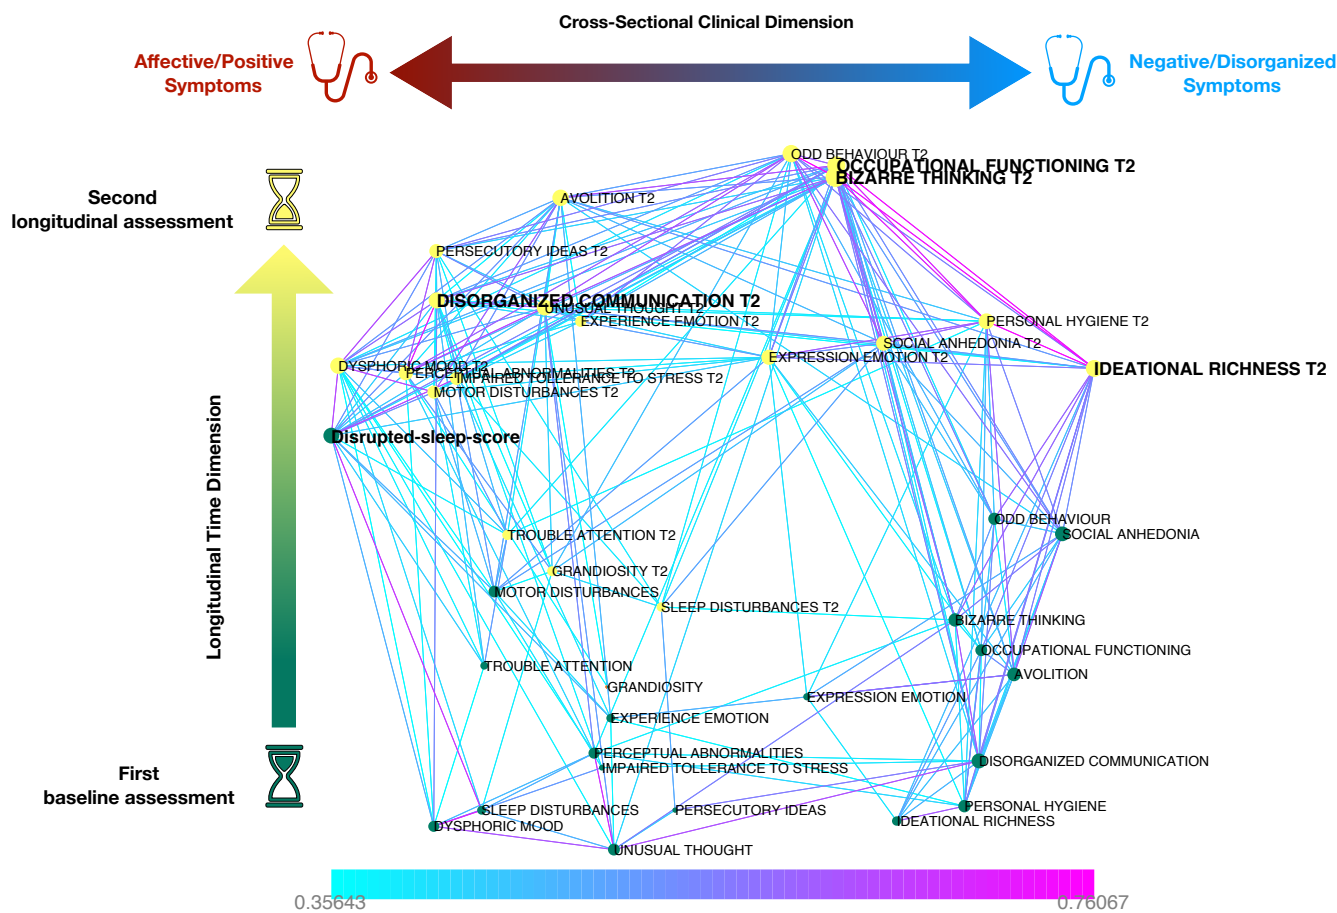 Cross-Sectional Clinical Dimension
Affective/Positive
Symptoms
Negative/Disorganized
Symptoms
ODD BEHAVIOUR T2
OCCUPATIONAL FUNCTIONING T2
BIZARRE THINKING T2
Second
longitudinal assessment
AVOLITION T2
PERSECUTORY IDEAS T2
DISORGANIZED COMMUNICATION T2
UNUSUAL THOUGHT T2
EXPERIENCE EMOTION T2
PERSONAL HYGIENE T2
SOCIAL ANHEDONIA T2
EXPRESSION EMOTION T2
DYSPHORIC MOOD T2
PERCEPTUAL ABNORMALITIES T2
IMPAIRED TOLLERANCE TO STRESS T2
IDEATIONAL RICHNESS T2
MOTOR DISTURBANCES T2
Disrupted-sleep-score
Longitudinal Time Dimension
ODD BEHAVIOUR
SOCIAL ANHEDONIA
TROUBLE ATTENTION T2
GRANDIOSITY T2
MOTOR DISTURBANCES
SLEEP DISTURBANCES T2
BIZARRE THINKING
OCCUPATIONAL FUNCTIONING
TROUBLE ATTENTION
AVOLITION
GRANDIOSITY
EXPRESSION EMOTION
EXPERIENCE EMOTION
PERCEPTUAL ABNORMALITIES
DISORGANIZED COMMUNICATION
IMPAIRED TOLLERANCE TO STRESS
First
baseline assessment
SLEEP DISTURBANCES
PERSECUTORY IDEAS
PERSONAL HYGIENE
DYSPHORIC MOOD
IDEATIONAL RICHNESS
UNUSUAL THOUGHT
0.35643
0.76067